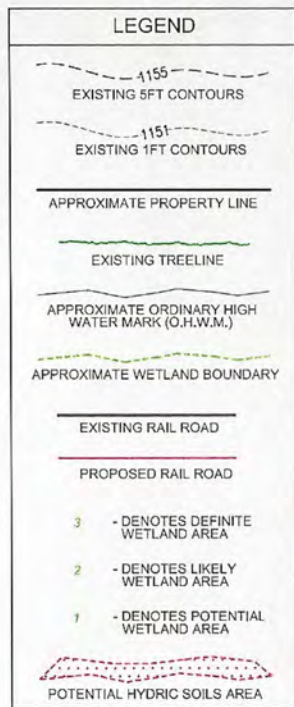 LEGEND
1155
EXISTING 5FT CONTOURS
1151
EXISTING 1FT CONTOURS
APPROXIMATE PROPERTY LINE
EXISTING TREELINE
APPROXIMATE ORDINARY HIGH
WATER MARK (O.H.W.M.)
APPROXIMATE WETLAND BOUNDARY
EXISTING RAIL ROAD
PROPOSED RAIL ROAD
3 - DENOTES DEFINITE
WETLAND AREA
2 - DENOTES LIKELY
WETLAND AREA
1 - DENOTES POTENTIAL
WETLAND AREA
POTENTIAL HYDRIC SOILS AREA